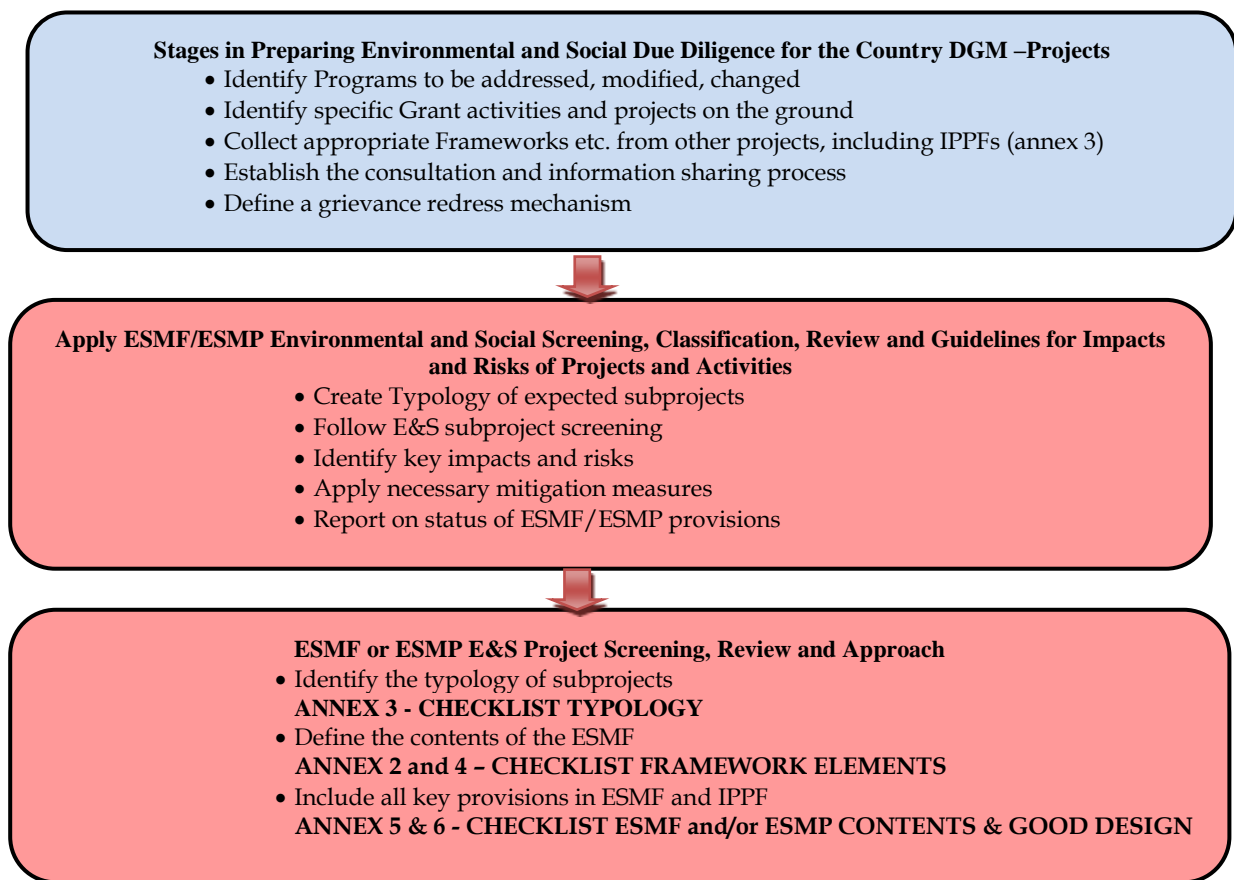 Stages in Preparing Environmental and Social Due Diligence for the Country DGM –Projects
• Identify Programs to be addressed, modified, changed
• Identify specific Grant activities and projects on the ground
• Collect appropriate Frameworks etc. from other projects, including IPPFs (annex 3)
• Establish the consultation and information sharing process
• Define a grievance redress mechanism
Apply ESMF/ESMP Environmental and Social Screening, Classification, Review and Guidelines for Impacts
and Risks of Projects and Activities
• Create Typology of expected subprojects
• Follow E&S subproject screening
• Identify key impacts and risks
• Apply necessary mitigation measures
• Report on status of ESMF/ESMP provisions
ESMF or ESMP E&S Project Screening, Review and Approach
• Identify the typology of subprojects
ANNEX 3 - CHECKLIST TYPOLOGY
• Define the contents of the ESMF
ANNEX 2 and 4 – CHECKLIST FRAMEWORK ELEMENTS
• Include all key provisions in ESMF and IPPF
ANNEX 5 & 6 - CHECKLIST ESMF and/or ESMP CONTENTS & GOOD DESIGN